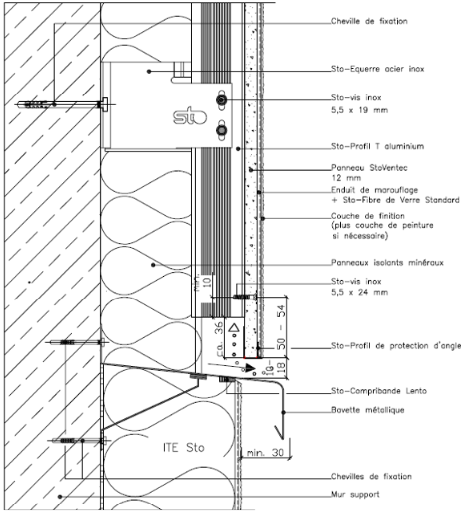 Cheville de fixation
Sto-Equerre acier inox
Sto-vis inox
5,5 x 19 mm
sto
Sto-Profil T aluminium
Panneau StoVentec
12 mm
Enduit de marouflage
+ Sto-Fibre de Verre Standard
Couche de finition
(plus couche de peinture
si nécessaire)
Panneaux isolants minéraux
min.
10
Sto-vis inox
5,5 x 24 mm
50 - 54
36
Sto-Profil de protection d'angle
10-
18
Sto-Compribande Lento
Bavette métallique
ITE Sto
min. 30
Chevilles de fixation
Mur support